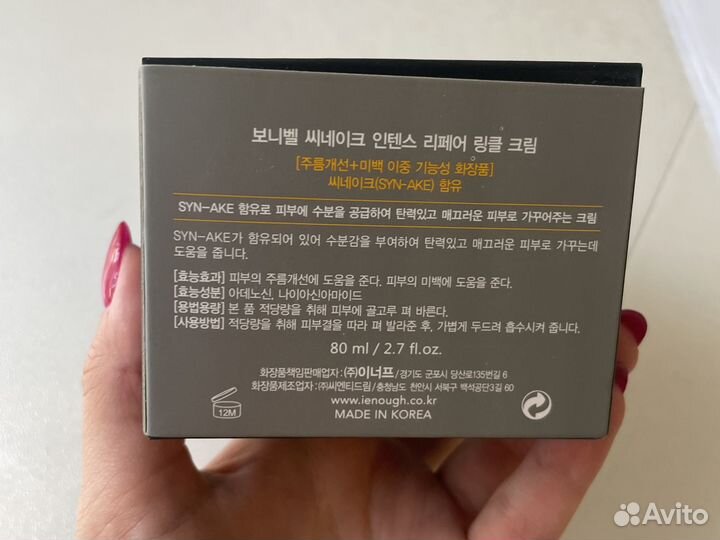 보니벨 씨네이크 인텐스 리페어 링클 크림
[주름개선+미백 이중 기능성 화장품]
씨네이크(SYN-AKE) 함유
SYN-AKE 함유로 피부에 수분을 공급하여 탄력있고 매끄러운 피부로 가꾸어주는 크림
SYN-AKE가 함유되어 있어 수분감을 부여하여 탄력있고 매끄러운 피부로 가꾸는데
도움을 줍니다.
[효능효과] 피부의 주름개선에 도움을 준다. 피부의 미백에 도움을 준다.
[효능성분] 아데노신, 나이아신아마이드
[용법용량] 본 품 적당량을 취해 피부에 골고루 펴 바른다.
[사용방법] 적당량을 취해 피부결을 따라 펴 발라준 후, 가볍게 두드려 흡수시켜 줍니다.
80 ml / 2.7 fl.oz.
화장품책임판매업자 : (주)이너프/경기도 군포시 당산로135번길 6
화장품제조업자 : (주)씨엔티드림/충청남도 천안시 서북구 백석공단3길 60
www.ienough.co.kr
MADE IN KOREA
12M
6
Avito